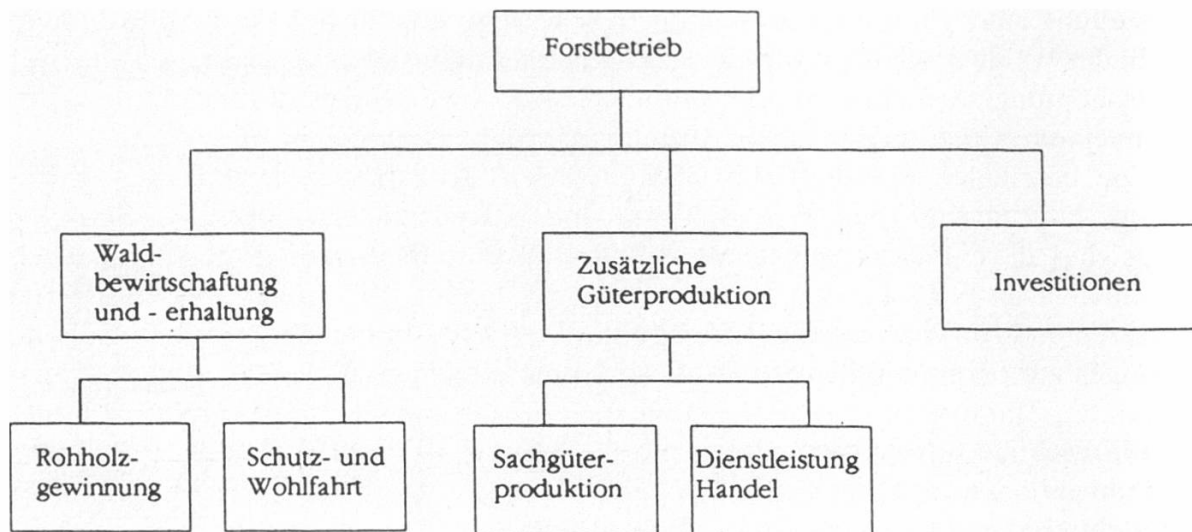 Forstbetrieb
Wald-
bewirtschaftung
und - erhaltung
Zusätzliche
Güterproduktion
Investitionen
Rohholz-
gewinnung
Schutz- und
Wohlfahrt
Sachgüter-
produktion
Dienstleistung
Handel